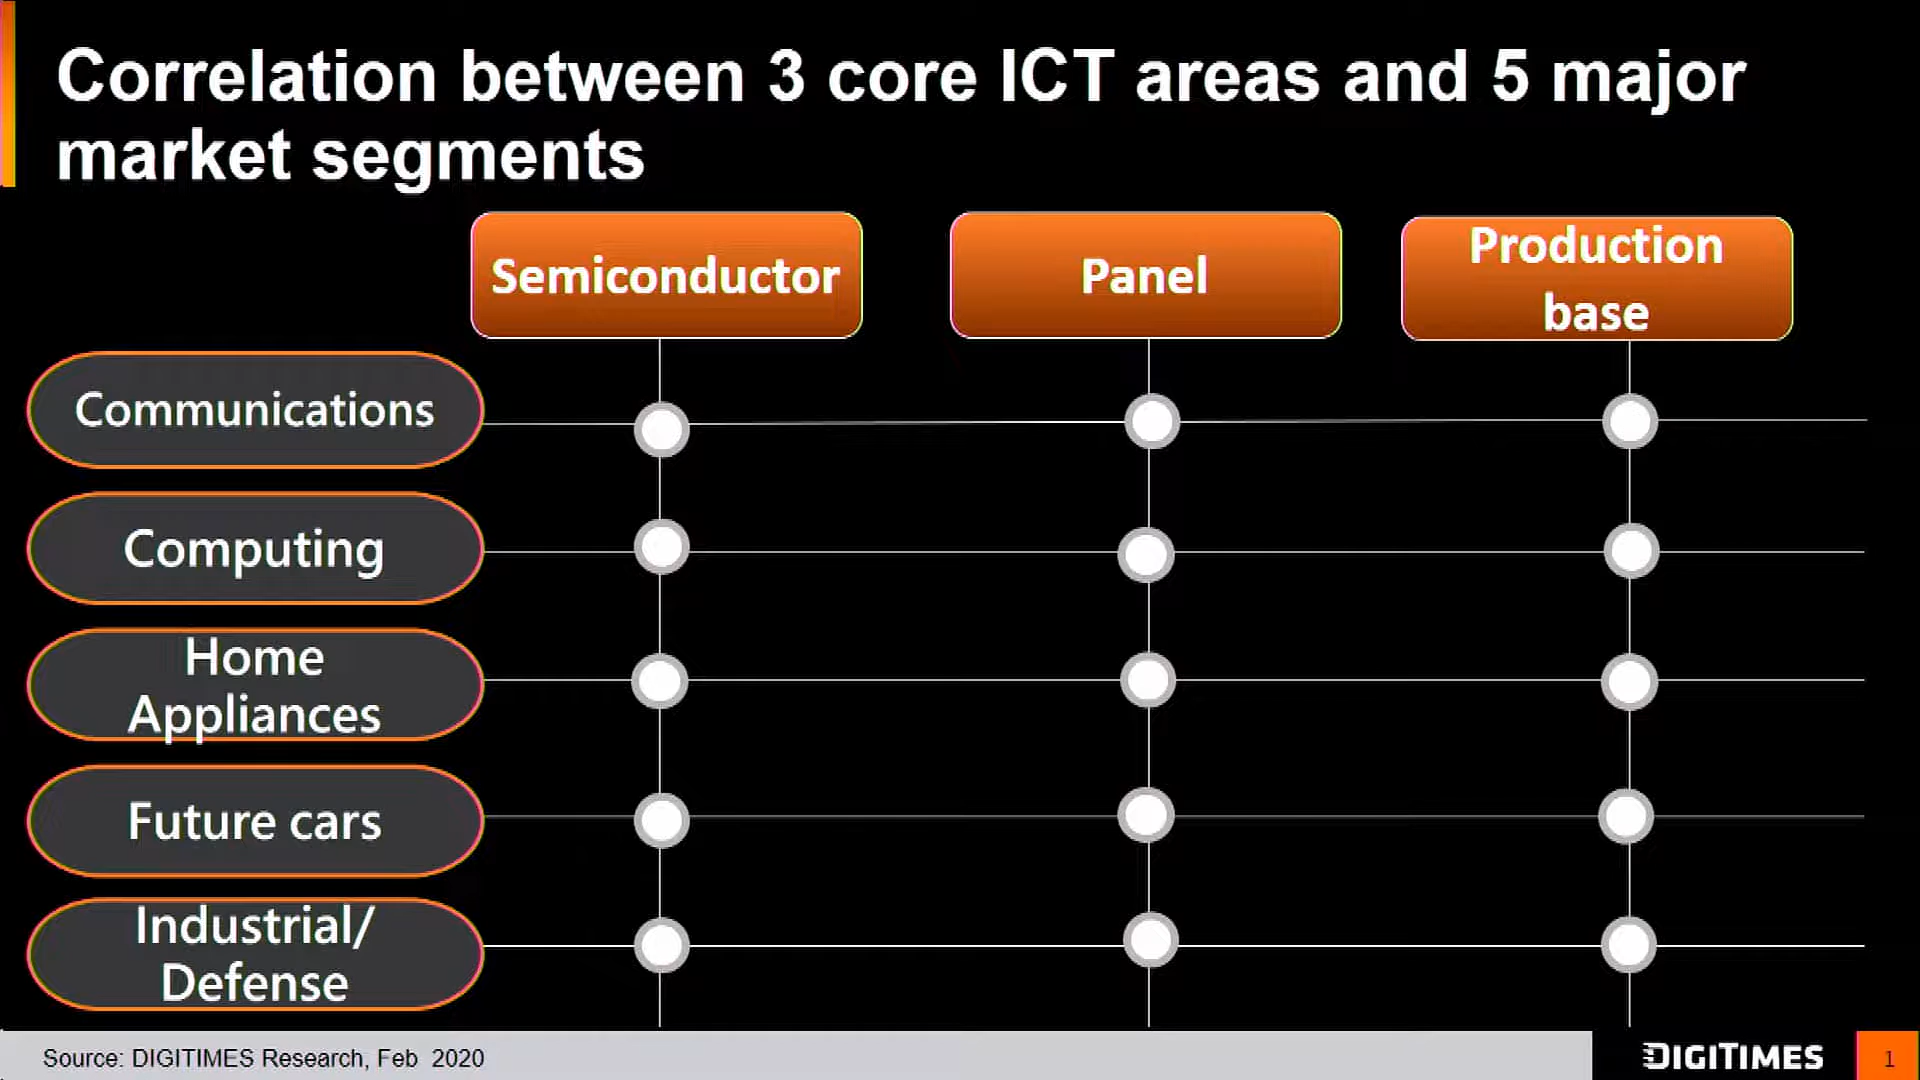 Correlation between 3 core ICT areas and 5 major
market segments
Semiconductor
Panel
Production
base
Communications
Computing
Home
Appliances
Future cars
Industrial/
Defense
Source: DIGITIMES Research, Feb 2020
DIGITIMES
1